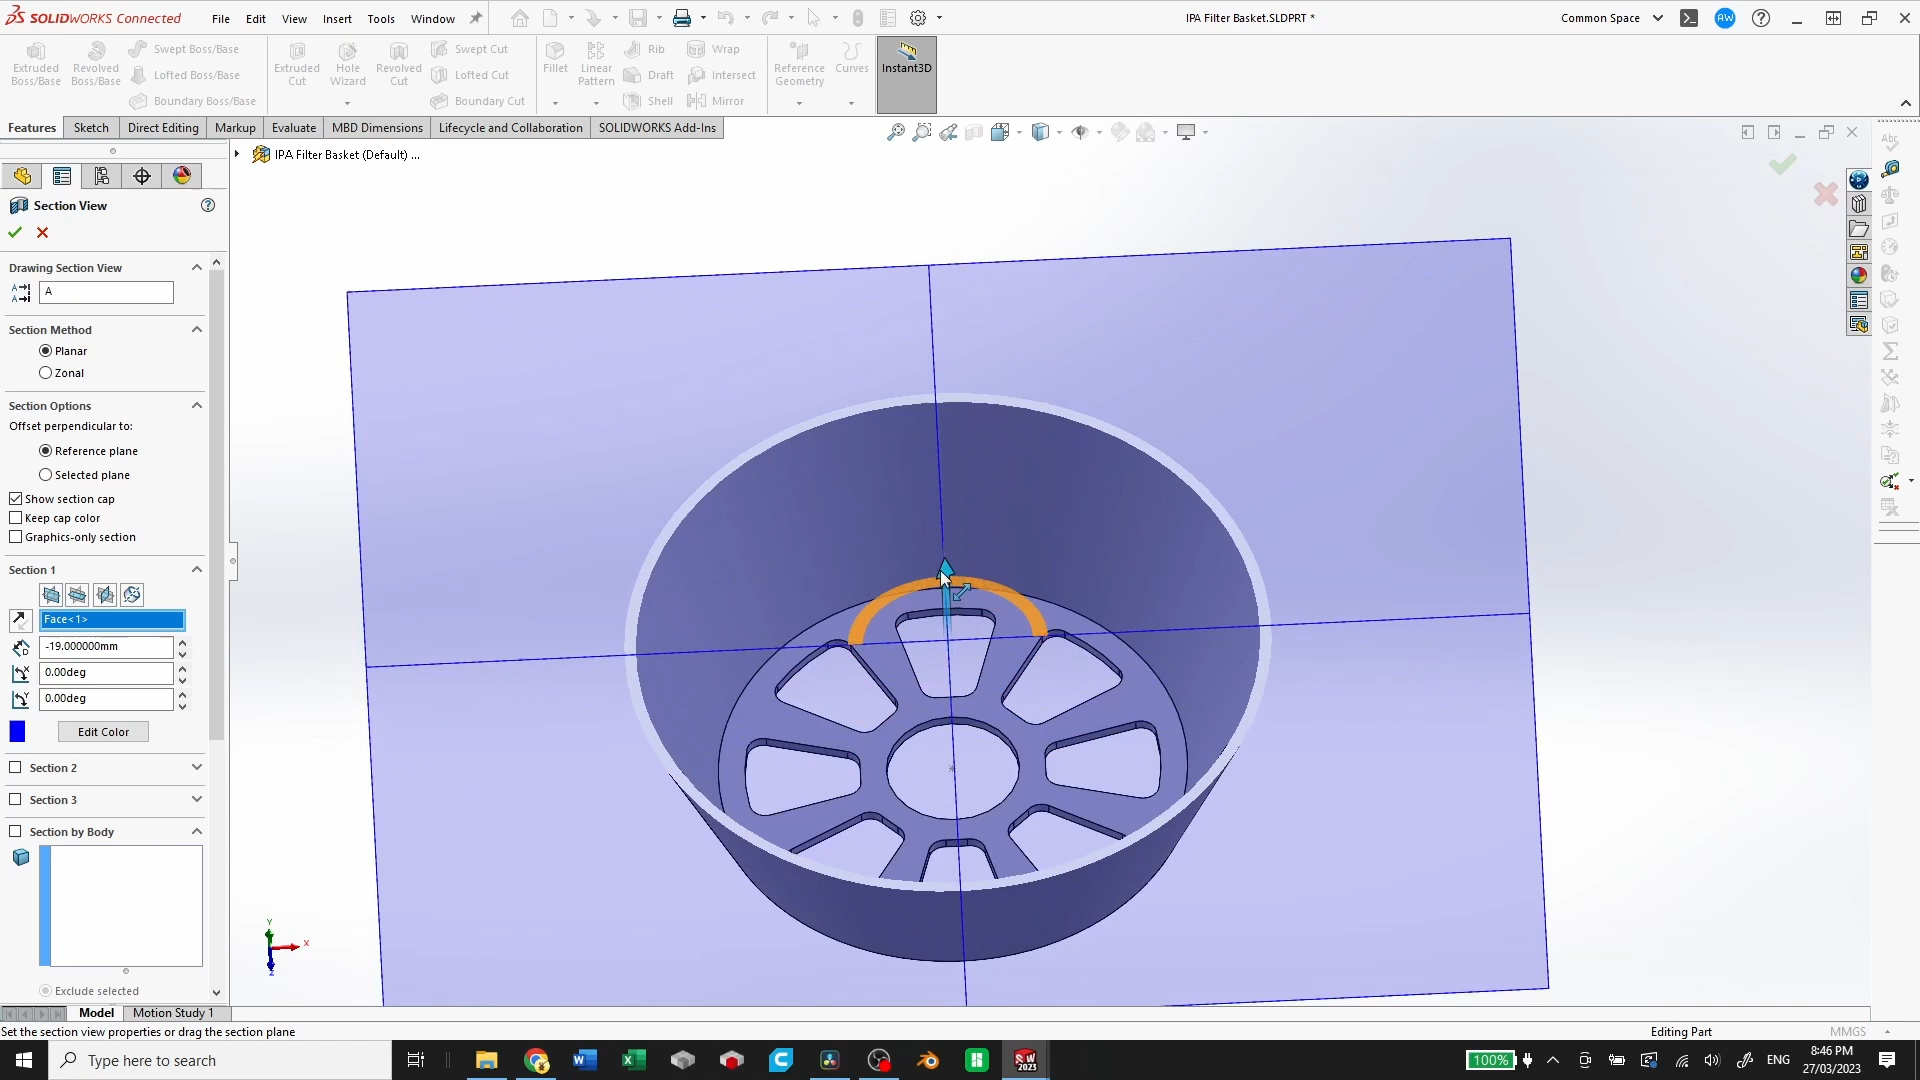 SOLIDWORKS Connected
File Edit View Insert Tools Window
IPA Filter Basket.SLDPRT *
Common Space
AW
Extruded Boss/Base
Revolved Boss/Base
Swept Boss/Base
Lofted Boss/Base
Boundary Boss/Base
Extruded Cut
Hole Wizard
Revolved Cut
Swept Cut
Lofted Cut
Boundary Cut
Fillet
Linear Pattern
Rib
Draft
Shell
Wrap
Intersect
Mirror
Reference Geometry
Curves
Instant3D
Features Sketch Direct Editing Markup Evaluate MBD Dimensions Lifecycle and Collaboration SOLIDWORKS Add-Ins
IPA Filter Basket (Default) ...
Section View
Drawing Section View
A
Section Method
Planar
Zonal
Section Options
Offset perpendicular to:
Reference plane
Selected plane
Show section cap
Keep cap color
Graphics-only section
Section 1
Face<1>
-19.000000mm
0.00deg
0.00deg
Edit Color
Section 2
Section 3
Section by Body
Exclude selected
Y
X
Z
Abc
Model Motion Study 1
Set the section view properties or drag the section plane
Editing Part
MMGS
Type here to search
SW 2023
100%
ENG
8:46 PM
27/03/2023